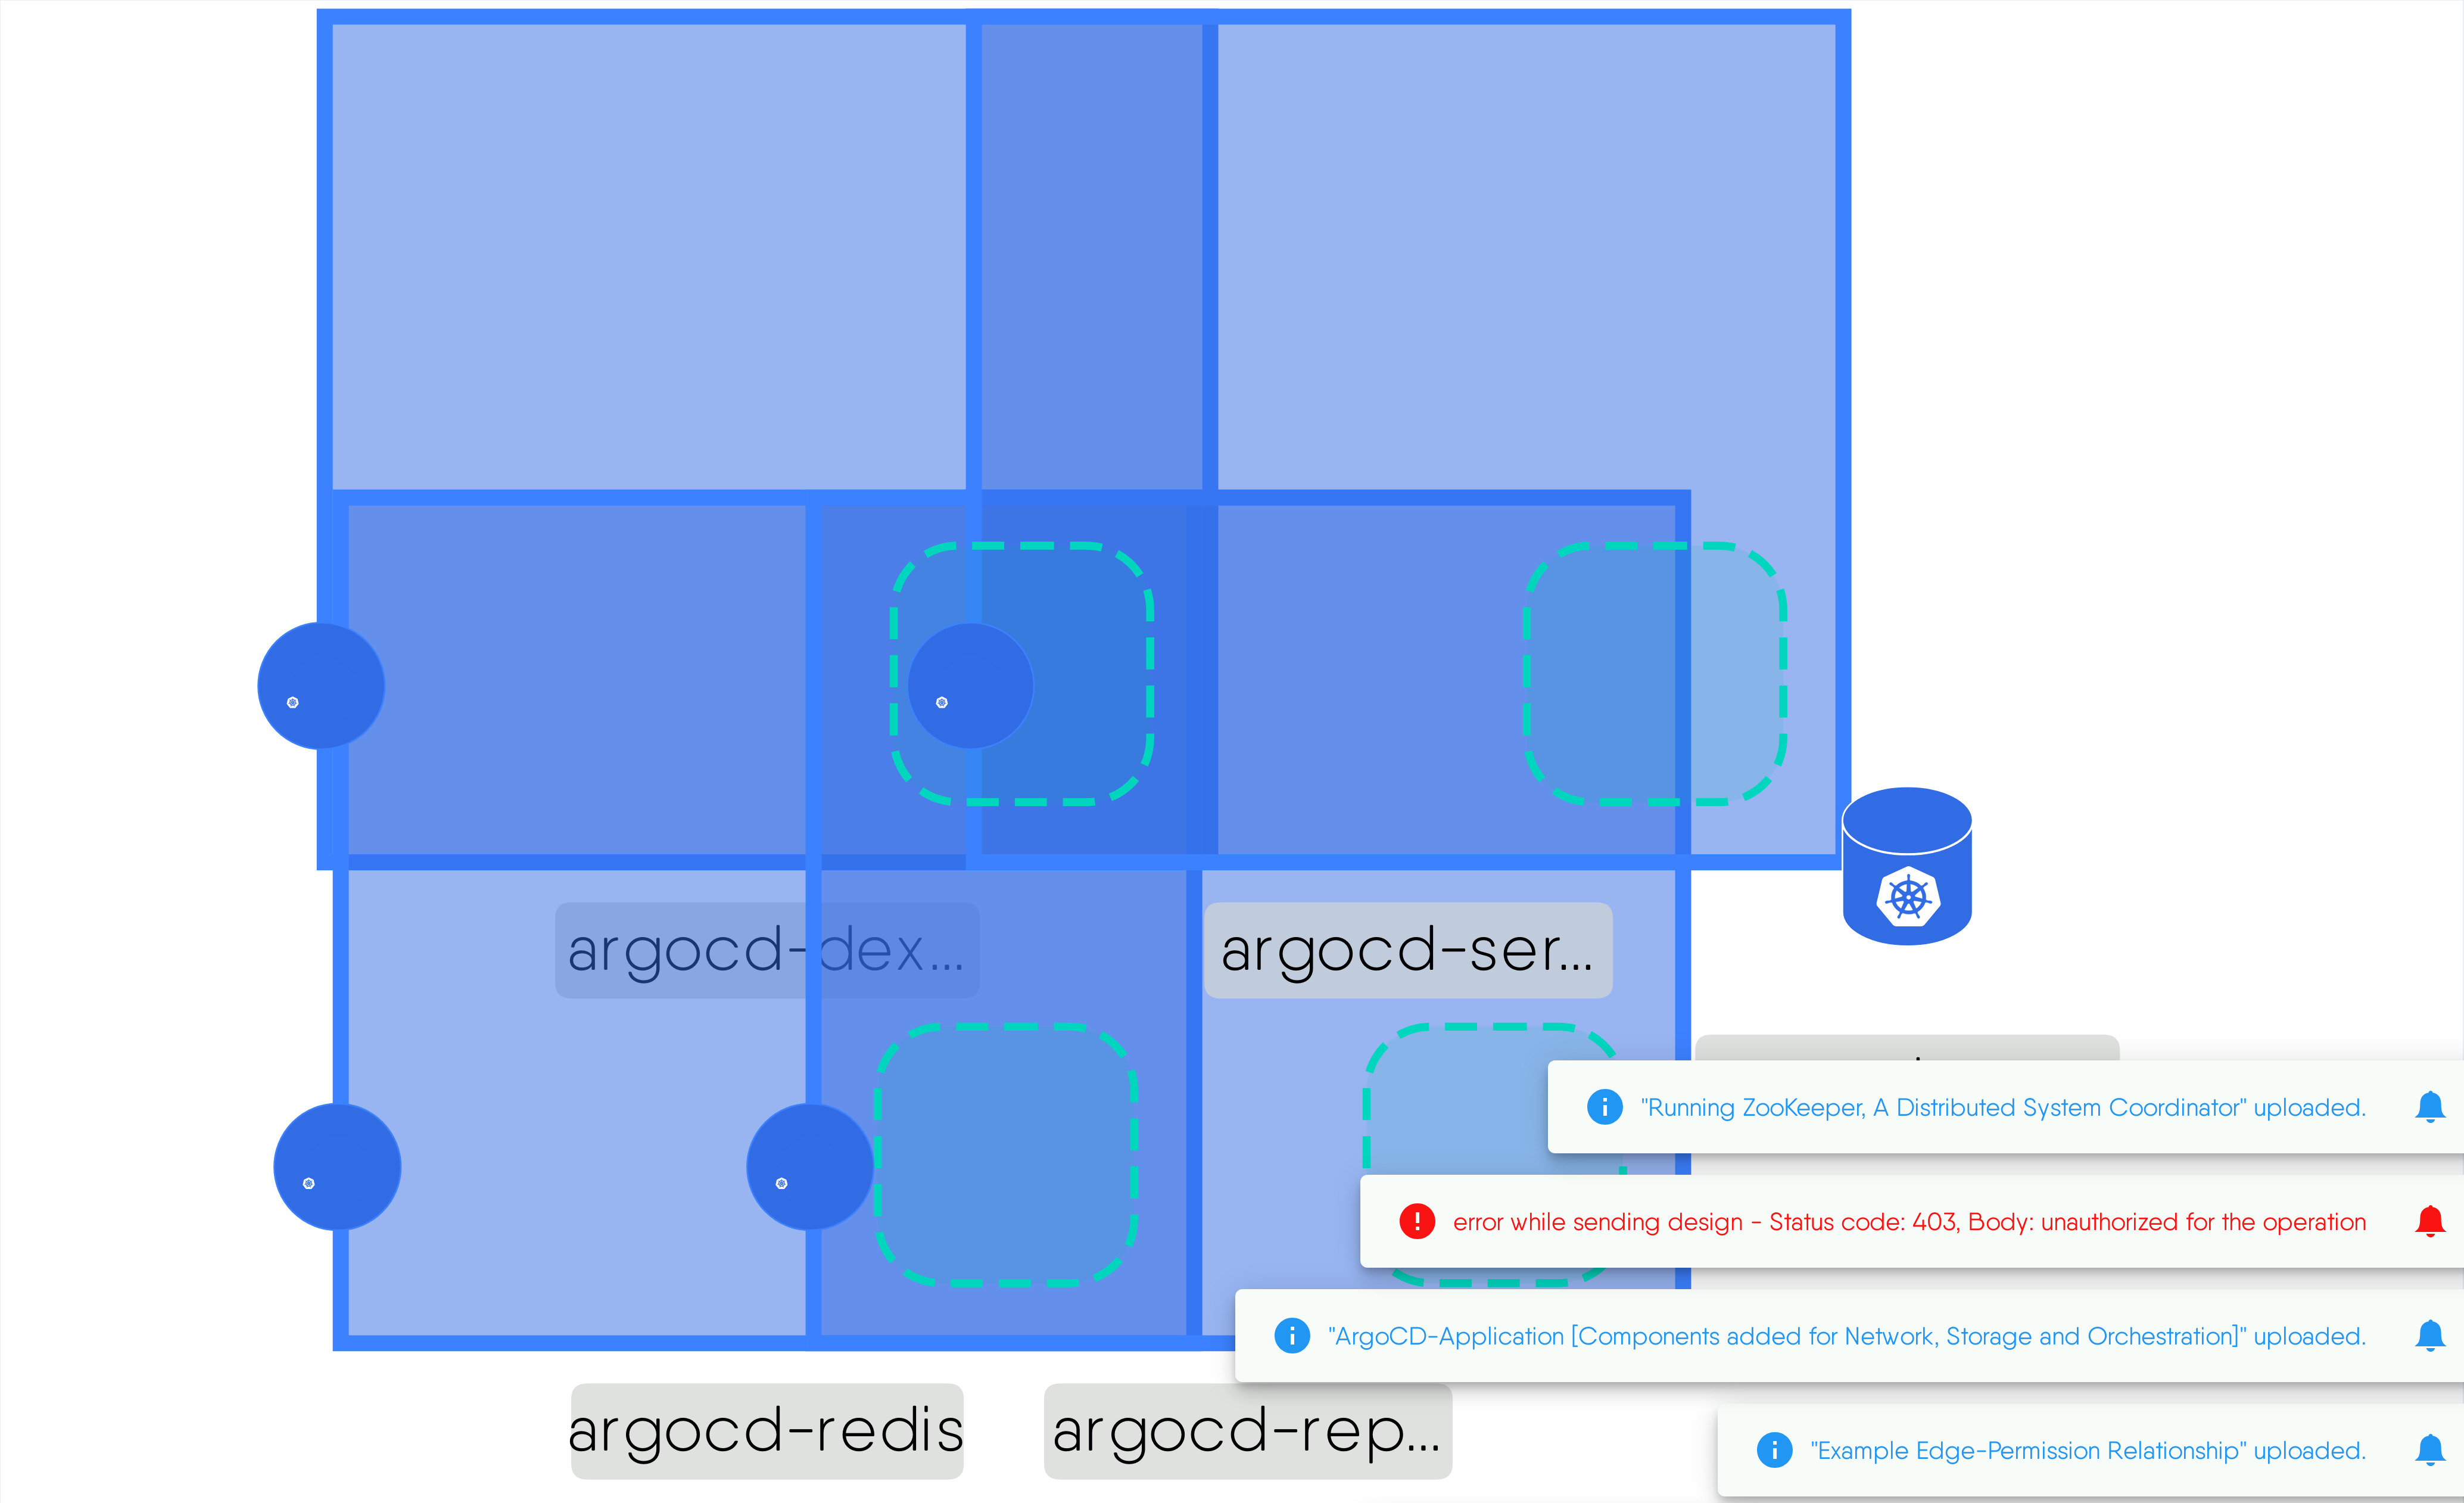 argocd-dex...
argocd-ser...
"Running ZooKeeper, A Distributed System Coordinator" uploaded.
error while sending design - Status code: 403, Body: unauthorized for the operation
"ArgoCD-Application [Components added for Network, Storage and Orchestration]" uploaded.
argocd-redis
argocd-rep...
"Example Edge-Permission Relationship" uploaded.